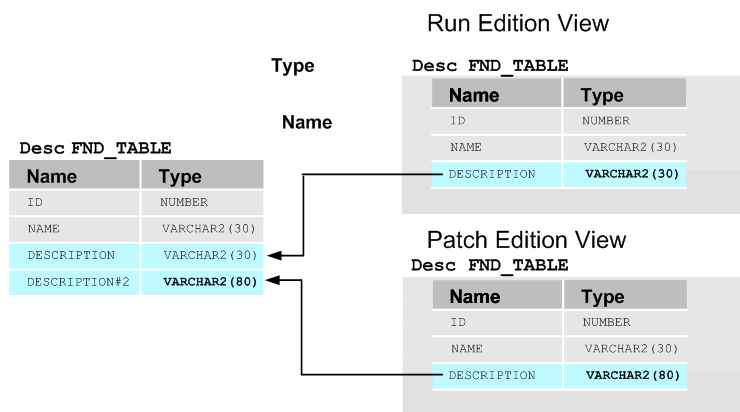 Run Edition View
Type
Desc FND_TABLE
Name Type
ID NUMBER
NAME VARCHAR2(30)
DESCRIPTION VARCHAR2(30)
Name
Desc FND_TABLE
Name Type
ID NUMBER
NAME VARCHAR2(30)
DESCRIPTION VARCHAR2(30)
DESCRIPTION#2 VARCHAR2(80)
Patch Edition View
Desc FND_TABLE
Name Type
ID NUMBER
NAME VARCHAR2(30)
DESCRIPTION VARCHAR2(80)